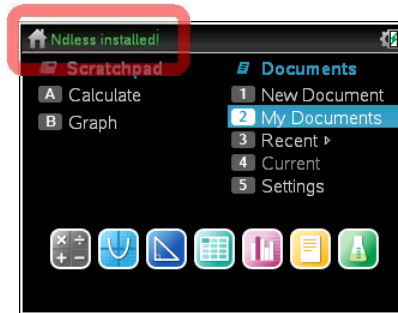 Ndless installed!
Scratchpad
A Calculate
B Graph
Documents
1 New Document
2 My Documents
3 Recent ▸
4 Current
5 Settings